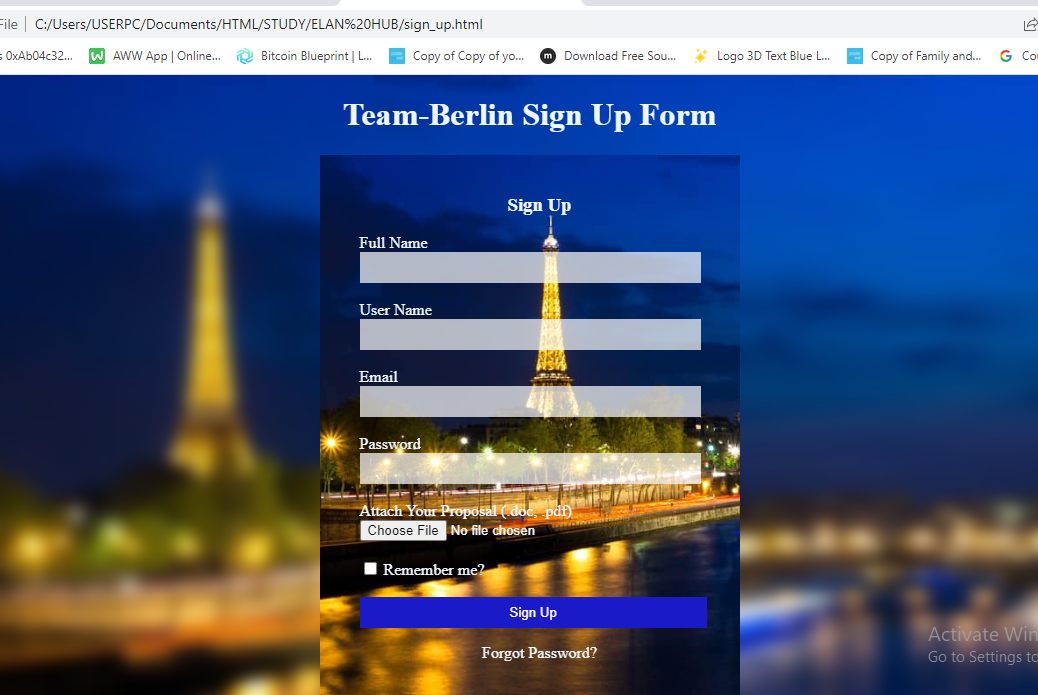 File | C:/Users/USERPC/Documents/HTML/STUDY/ELAN%20HUB/sign_up.html
s 0xAb04c32... AWW App | Online... Bitcoin Blueprint | L... Copy of Copy of yo... m Download Free Sou... Logo 3D Text Blue L... Copy of Family and... G Cou
Team-Berlin Sign Up Form
Sign Up
Full Name
User Name
Email
Password
Attach Your Proposal (.doc, .pdf)
Choose File No file chosen
Remember me?
Sign Up
Forgot Password?
Activate Win
Go to Settings to